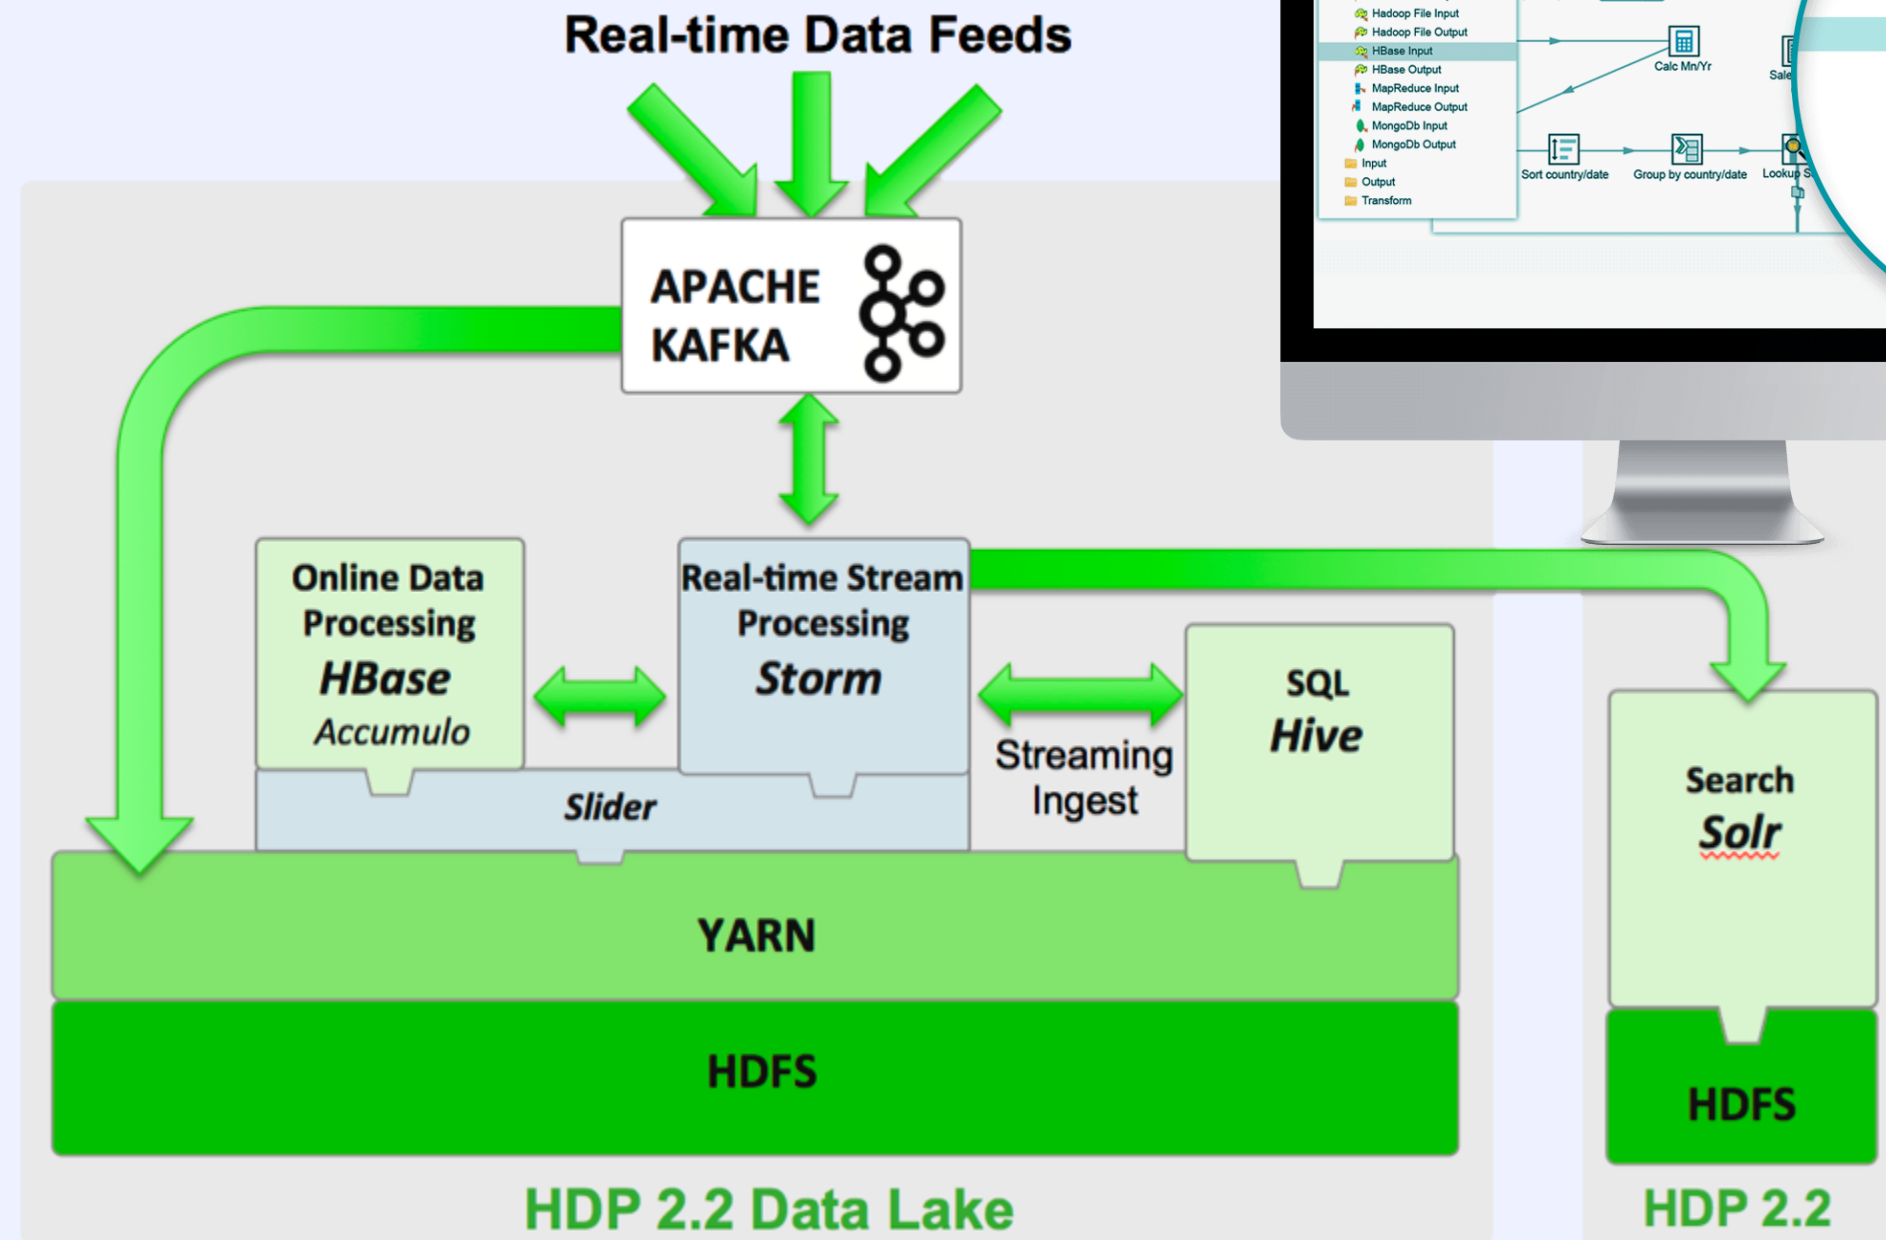 Real-time Data Feeds
Hadoop File Input
Hadoop File Output
HBase Input
HBase Output
MapReduce Input
MapReduce Output
MongoDb Input
MongoDb Output
Input
Output
Transform
Calc Mn/Yr
Sale
Sort country/date
Group by country/date
Lookup S
APACHE
KAFKA
Online Data
Processing
HBase
Accumulo
Real-time Stream
Processing
Storm
Streaming
Ingest
SQL
Hive
Search
Solr
Slider
YARN
HDFS
HDFS
HDP 2.2 Data Lake
HDP 2.2